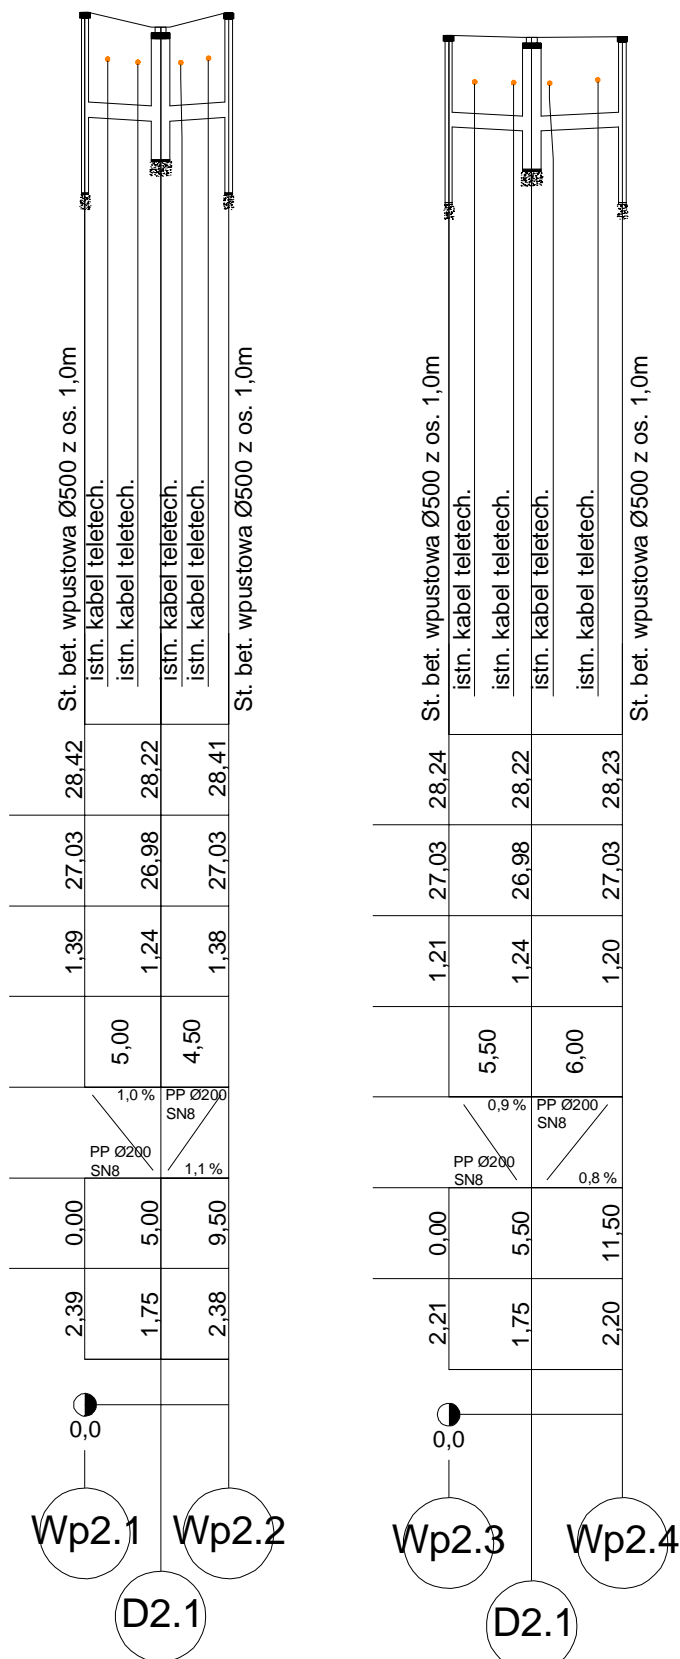 St. bet. wpustowa Ø500 z os. 1,0m
istn. kabel teletech.
istn. kabel teletech.
istn. kabel teletech.
istn. kabel teletech.
St. bet. wpustowa Ø500 z os. 1,0m
28,42 28,22 28,41
27,03 26,98 27,03
1,39 1,24 1,38
5,00 4,50
1,0 % PP Ø200
SN8
PP Ø200
SN8 1,1 %
0,00 5,00 9,50
2,39 1,75 2,38
0,0
Wp2.1 Wp2.2
D2.1
St. bet. wpustowa Ø500 z os. 1,0m
istn. kabel teletech.
istn. kabel teletech.
istn. kabel teletech.
istn. kabel teletech.
St. bet. wpustowa Ø500 z os. 1,0m
28,24 28,22 28,23
27,03 26,98 27,03
1,21 1,24 1,20
5,50 6,00
0,9 % PP Ø200
SN8
PP Ø200
SN8 0,8 %
0,00 5,50 11,50
2,21 1,75 2,20
0,0
Wp2.3 Wp2.4
D2.1